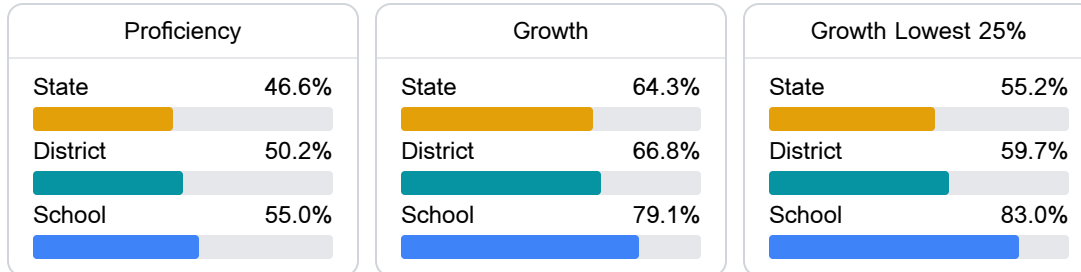 Proficiency
State 46.6%
District 50.2%
School 55.0%
Growth
State 64.3%
District 66.8%
School 79.1%
Growth Lowest 25%
State 55.2%
District 59.7%
School 83.0%